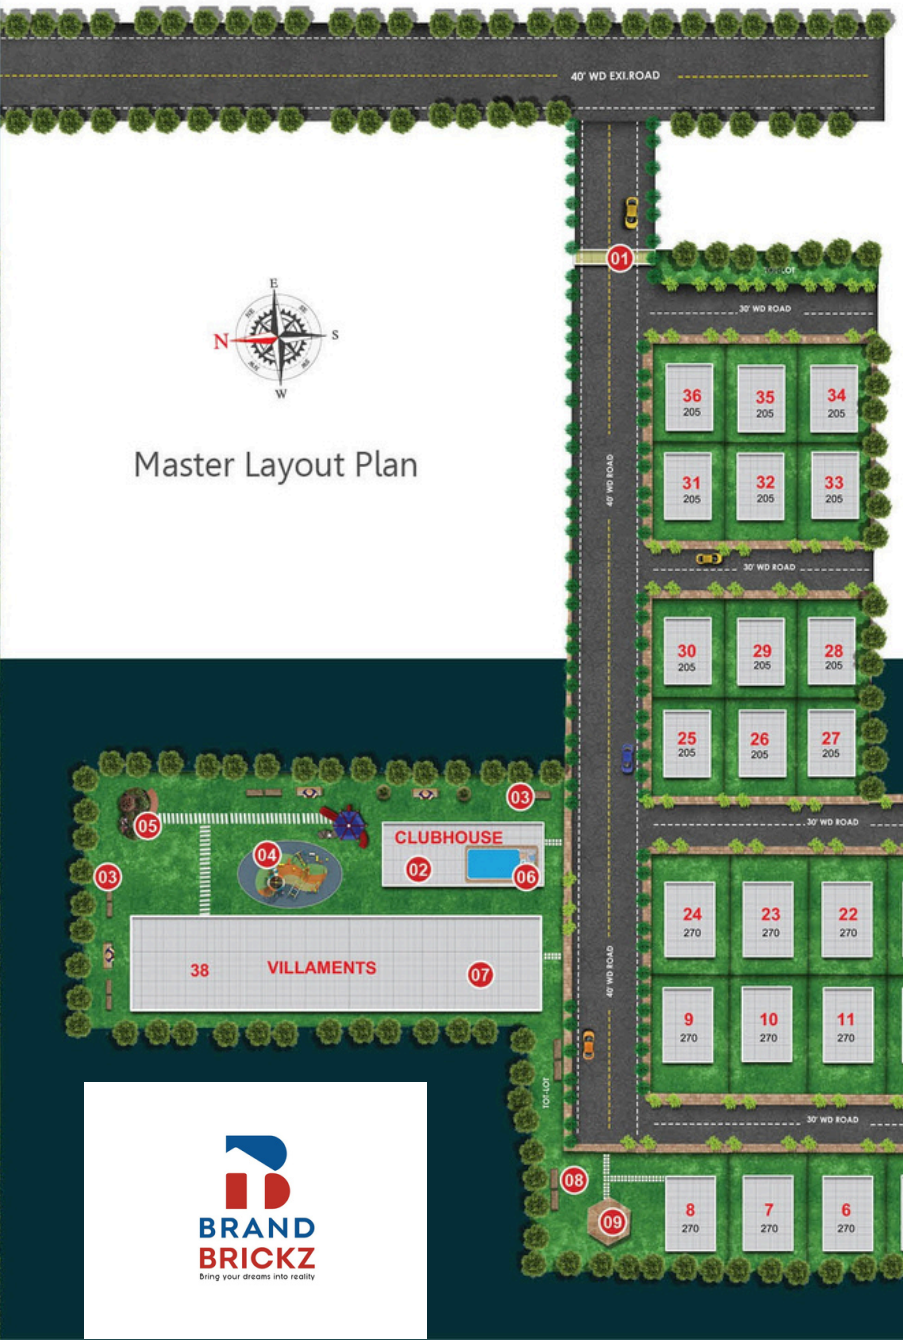 40' WD EXI.ROAD
01
TOT-LOT
30' WD ROAD
E
N
S
W
NE
SE
NW
SW
Master Layout Plan
36
205
35
205
34
205
40' WD ROAD
31
205
32
205
33
205
30' WD ROAD
30
205
29
205
28
205
25
205
26
205
27
205
03
05
CLUBHOUSE
30' WD ROAD
04
02
06
03
24
270
23
270
22
270
38
VILLAMENTS
07
40' WD ROAD
9
270
10
270
11
270
TOT-LOT
30' WD ROAD
08
09
8
270
7
270
6
270
BRAND
BRICKZ
Bring your dreams into reality